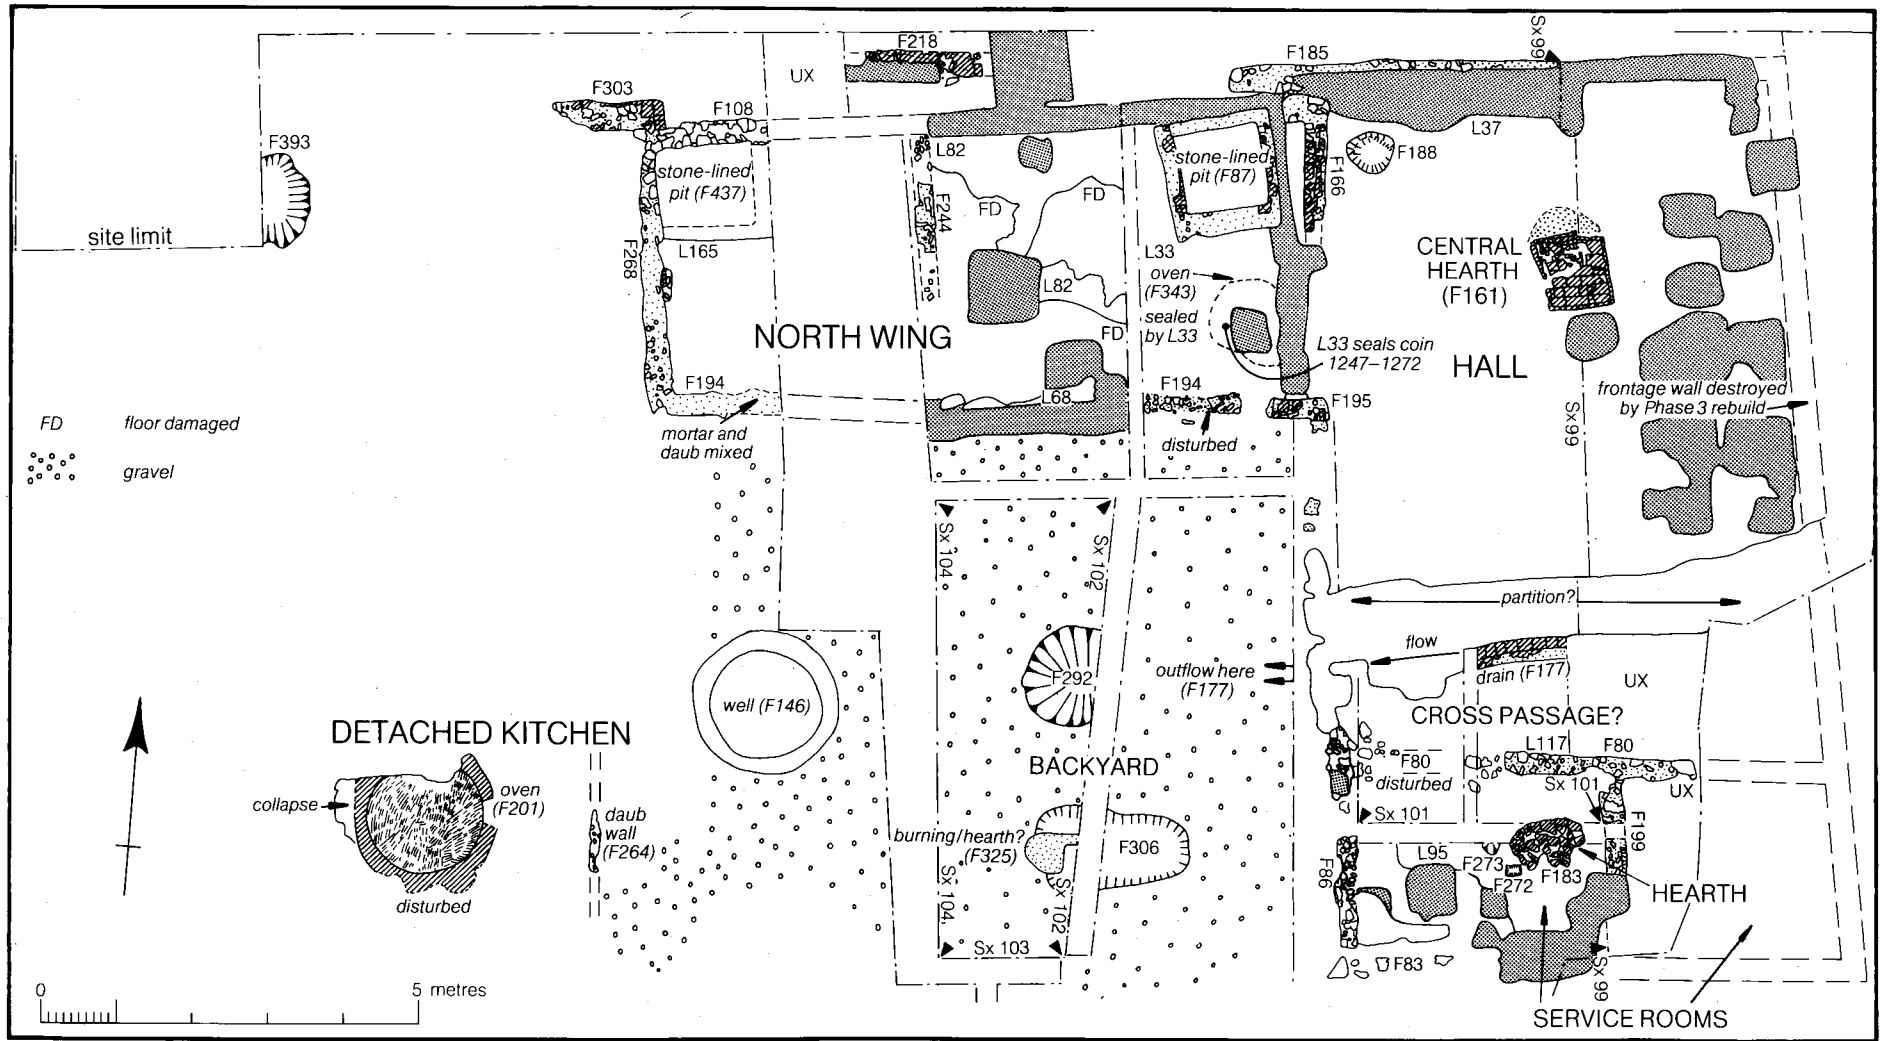 F218
UX
F185
Sx 99
F303
F108
F393
L37
L82
stone-lined
pit (F437)
stone-lined
pit (F87)
F188
F166
FD
FD
F244
site limit
F268
L165
L33
oven
(F343)
sealed
by L33
CENTRAL
HEARTH
(F161)
L82
FD
NORTH WING
L33 seals coin
1247–1272
HALL
F194
L68
F194
F195
frontage wall destroyed
by Phase 3 rebuild
Sx99
FD floor damaged
mortar and
daub mixed
disturbed
gravel
Sx 104
Sx 102
partition?
flow
outflow here
(F177)
drain (F177)
UX
F292
well (F146)
CROSS PASSAGE?
DETACHED KITCHEN
L117
F80
BACKYARD
F80
disturbed
Sx 101
UX
collapse
oven
(F201)
Sx 101
daub
wall
(F264)
burning/hearth?
(F325)
F306
F199
L95
F273
F272
F183
F86
HEARTH
disturbed
Sx 104
Sx 102
Sx 103
F83
Sx 99
0 5 metres
SERVICE ROOMS